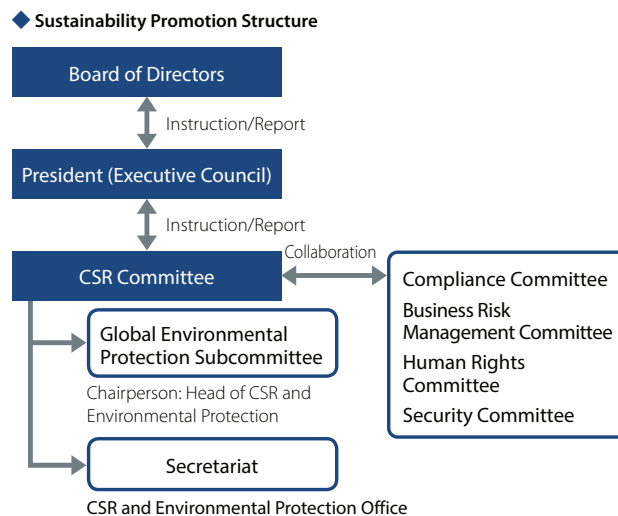 Sustainability Promotion Structure
Board of Directors
Instruction/Report
President (Executive Council)
Instruction/Report
CSR Committee
Collaboration
Compliance Committee
Business Risk
Management Committee
Human Rights
Committee
Security Committee
Global Environmental
Protection Subcommittee
Chairperson: Head of CSR and
Environmental Protection
Secretariat
CSR and Environmental Protection Office